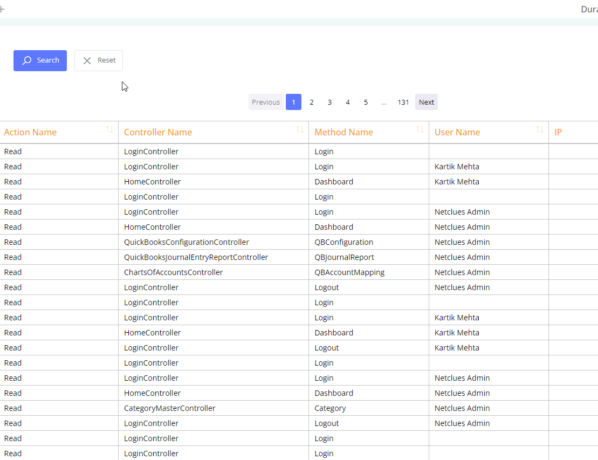 Search Reset
Previous 1 2 3 4 5 ... 131 Next
Action Name Controller Name Method Name User Name IP
Read LoginController Login
Read LoginController Login Kartik Mehta
Read HomeController Dashboard Kartik Mehta
Read LoginController Login
Read LoginController Login Netclues Admin
Read HomeController Dashboard Netclues Admin
Read QuickBooksConfigurationController QBConfiguration Netclues Admin
Read QuickBooksJournalEntryReportController QBJournalReport Netclues Admin
Read ChartsOfAccountsController QBAccountMapping Netclues Admin
Read LoginController Logout Netclues Admin
Read LoginController Login
Read LoginController Login Kartik Mehta
Read HomeController Dashboard Kartik Mehta
Read LoginController Logout Kartik Mehta
Read LoginController Login
Read LoginController Login Netclues Admin
Read HomeController Dashboard Netclues Admin
Read CategoryMasterController Category Netclues Admin
Read LoginController Logout Netclues Admin
Read LoginController Login
Read LoginController Login